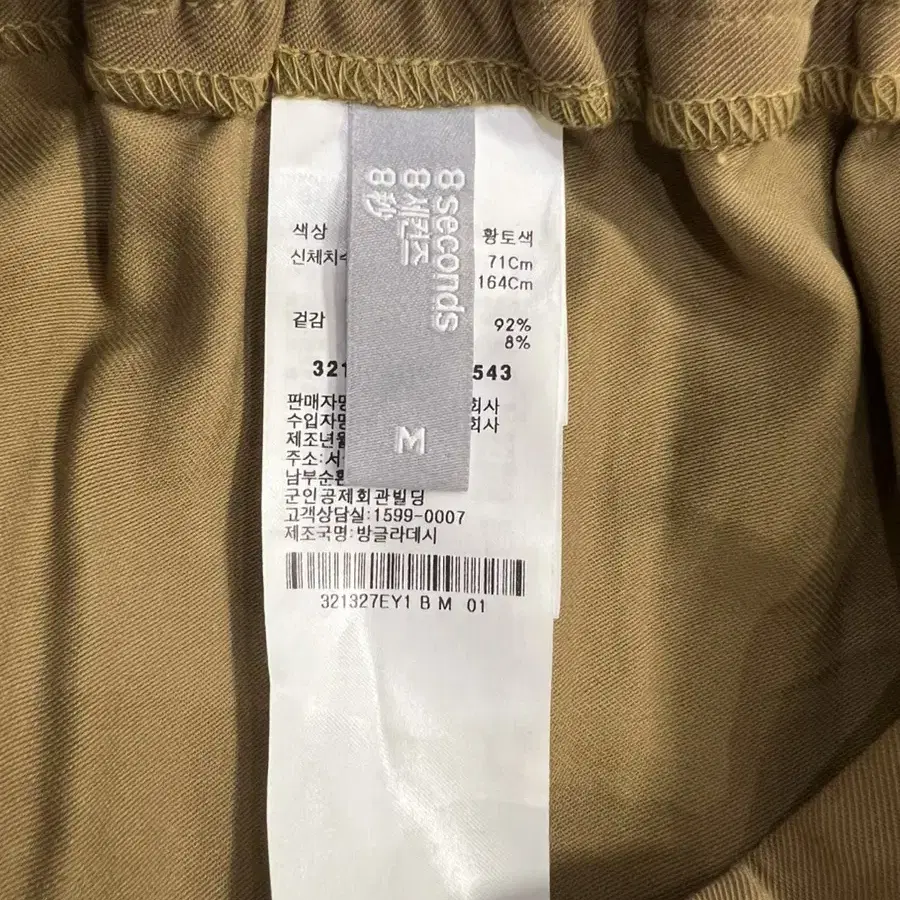 8 seconds
8 세컨즈
8 秒
M
색상 황토색
신체치수 71Cm
164Cm
겉감 92%
8%
321 543
판매자명 회사
수입자명 회사
제조년월
주소:서
남부순환
군인공제회관빌딩
고객상담실:1599-0007
제조국명:방글라데시
321327EY1 B M 01